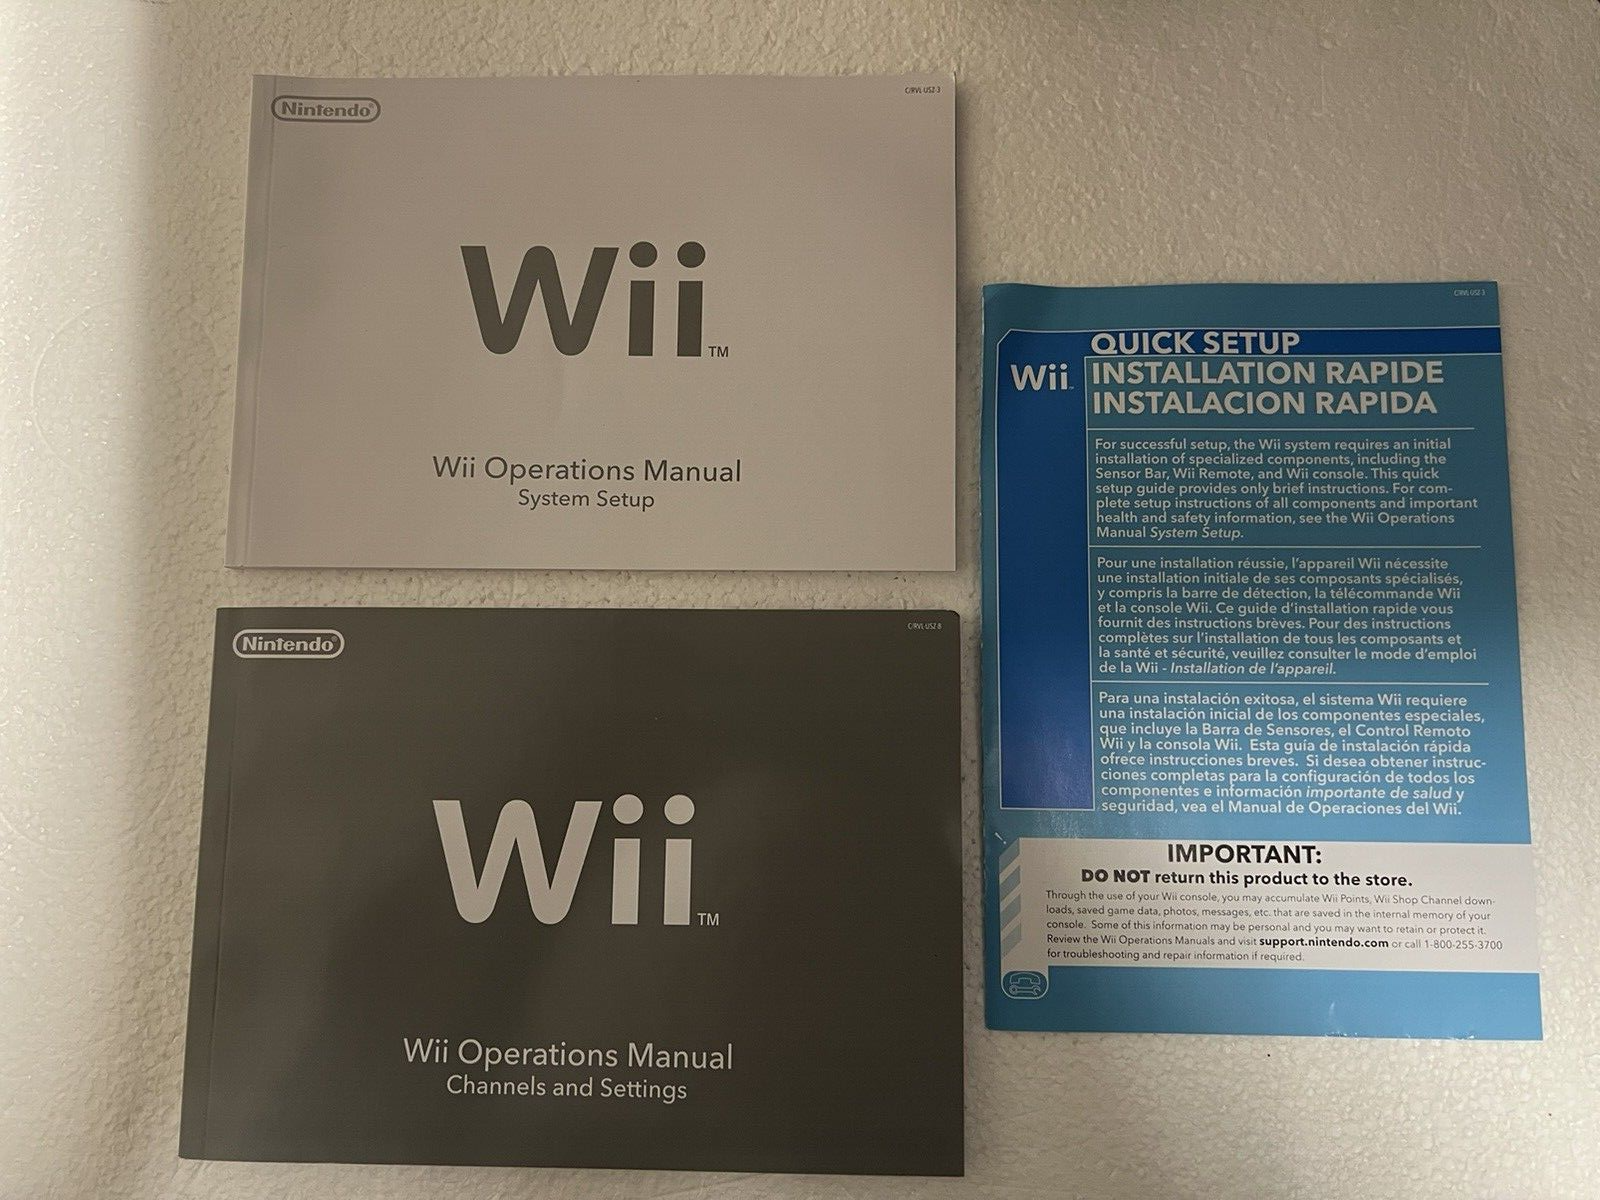 Nintendo®
C/RVL-USZ-3
Wii™
Wii Operations Manual
System Setup
Nintendo®
C/RVL-USZ-8
Wii™
Wii Operations Manual
Channels and Settings
C/RVL-USZ-3
Wii™
QUICK SETUP
INSTALLATION RAPIDE
INSTALACION RAPIDA
For successful setup, the Wii system requires an initial
installation of specialized components, including the
Sensor Bar, Wii Remote, and Wii console. This quick
setup guide provides only brief instructions. For com-
plete setup instructions of all components and important
health and safety information, see the Wii Operations
Manual System Setup.
Pour une installation réussie, l'appareil Wii nécessite
une installation initiale de ses composants spécialisés,
y compris la barre de détection, la télécommande Wii
et la console Wii. Ce guide d'installation rapide vous
fournit des instructions brèves. Pour des instructions
complètes sur l'installation de tous les composants et
la santé et sécurité, veuillez consulter le mode d'emploi
de la Wii - Installation de l'appareil.
Para una instalación exitosa, el sistema Wii requiere
una instalación inicial de los componentes especiales,
que incluye la Barra de Sensores, el Control Remoto
Wii y la consola Wii. Esta guía de instalación rápida
ofrece instrucciones breves. Si desea obtener instruc-
ciones completas para la configuración de todos los
componentes e información importante de salud y
seguridad, vea el Manual de Operaciones del Wii.
IMPORTANT:
DO NOT return this product to the store.
Through the use of your Wii console, you may accumulate Wii Points, Wii Shop Channel down-
loads, saved game data, photos, messages, etc. that are saved in the internal memory of your
console. Some of this information may be personal and you may want to retain or protect it.
Review the Wii Operations Manuals and visit support.nintendo.com or call 1-800-255-3700
for troubleshooting and repair information if required.